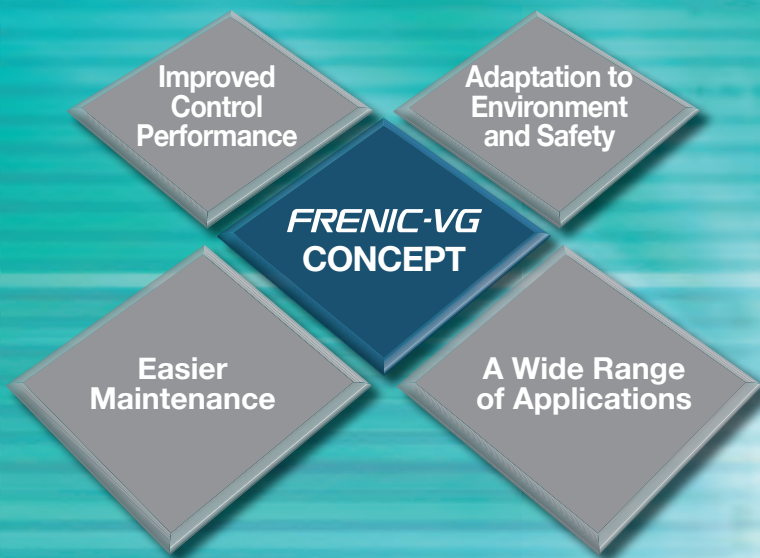 Improved
Control
Performance
Adaptation to
Environment
and Safety
FRENIC-VG
CONCEPT
Easier
Maintenance
A Wide Range
of Applications